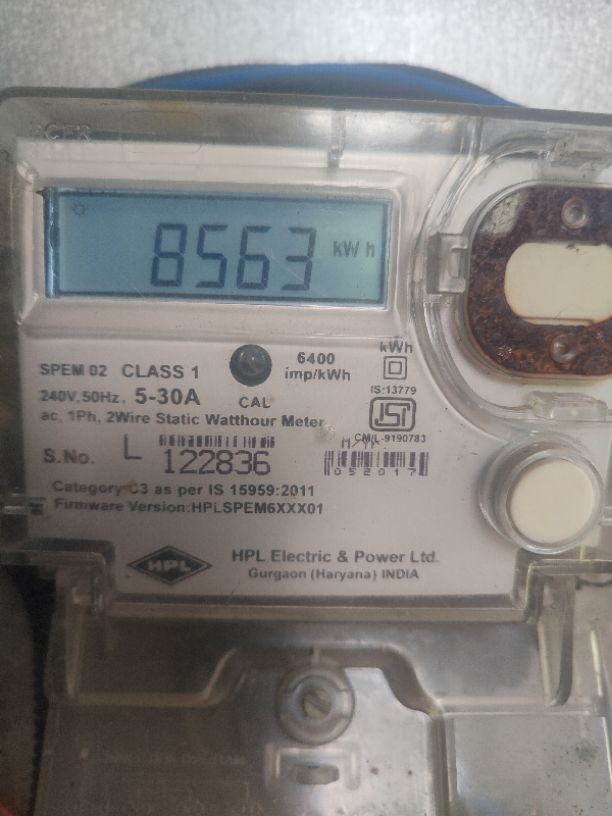 8563 kWh
SPEM 02 CLASS 1
6400 imp/kWh
kWh
240V, 50Hz, 5-30A
CAL
IS:13779
ac, 1Ph, 2Wire Static Watthour Meter
ISI
CM/L-9190783
S.No. L 122836
052017
Category C3 as per IS 15959:2011
Firmware Version:HPLSPEM6XXX01
HPL
HPL Electric & Power Ltd.
Gurgaon (Haryana) INDIA